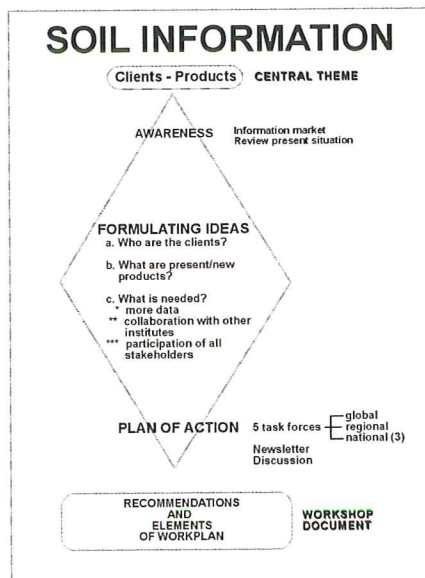 SOIL INFORMATION
Clients - Products CENTRAL THEME
AWARENESS Information market
Review present situation
FORMULATING IDEAS
a. Who are the clients?
b. What are present/new
products?
c. What is needed?
* more data
** collaboration with other
institutes
*** participation of all
stakeholders
PLAN OF ACTION 5 task forces global
regional
national (3)
Newsletter
Discussion
RECOMMENDATIONS
AND
ELEMENTS
OF WORKPLAN
WORKSHOP
DOCUMENT